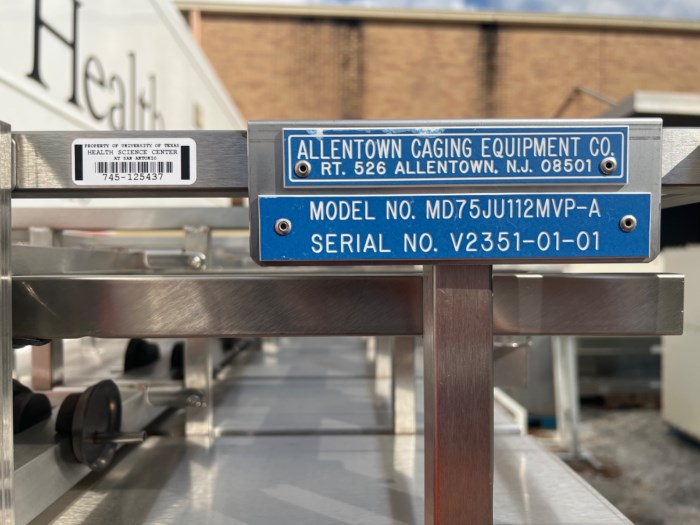 Health
PROPERTY OF UNIVERSITY OF TEXAS
HEALTH SCIENCE CENTER
AT SAN ANTONIO
745-125437
ALLENTOWN CAGING EQUIPMENT CO.
RT. 526 ALLENTOWN, N.J. 08501
MODEL NO. MD75JU112MVP-A
SERIAL NO. V2351-01-01